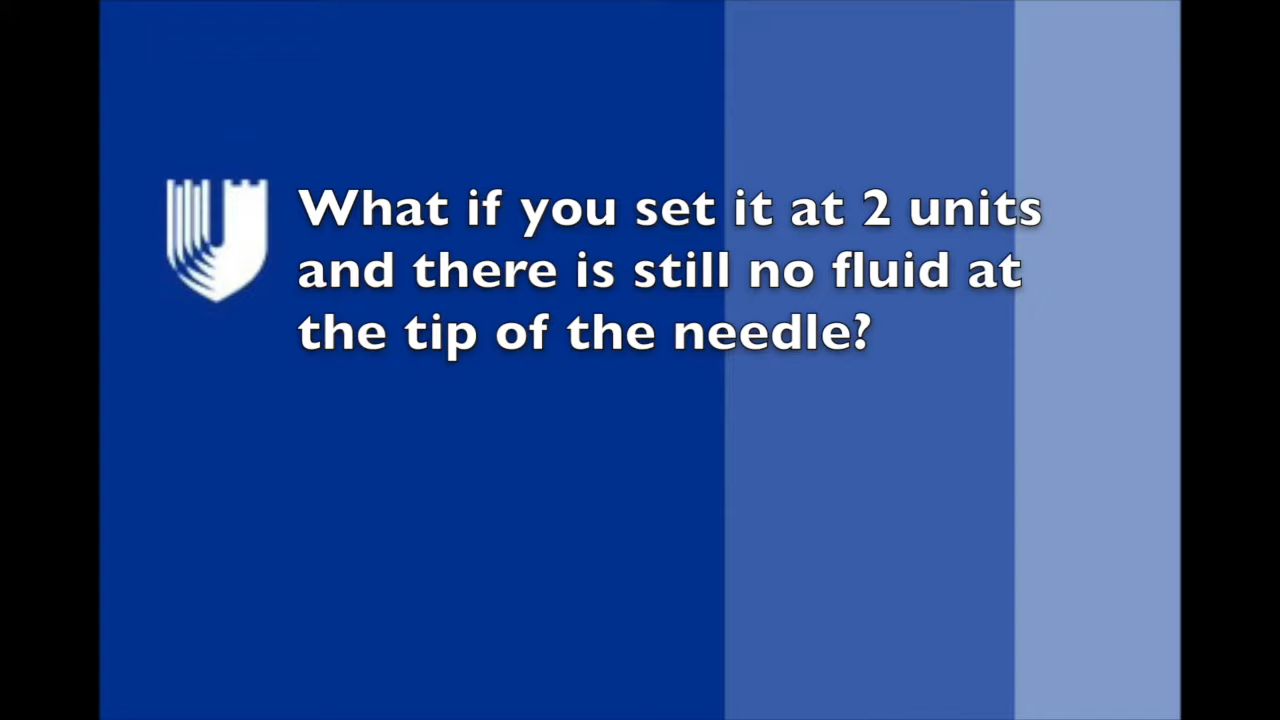 What if you set it at 2 units
and there is still no fluid at
the tip of the needle?